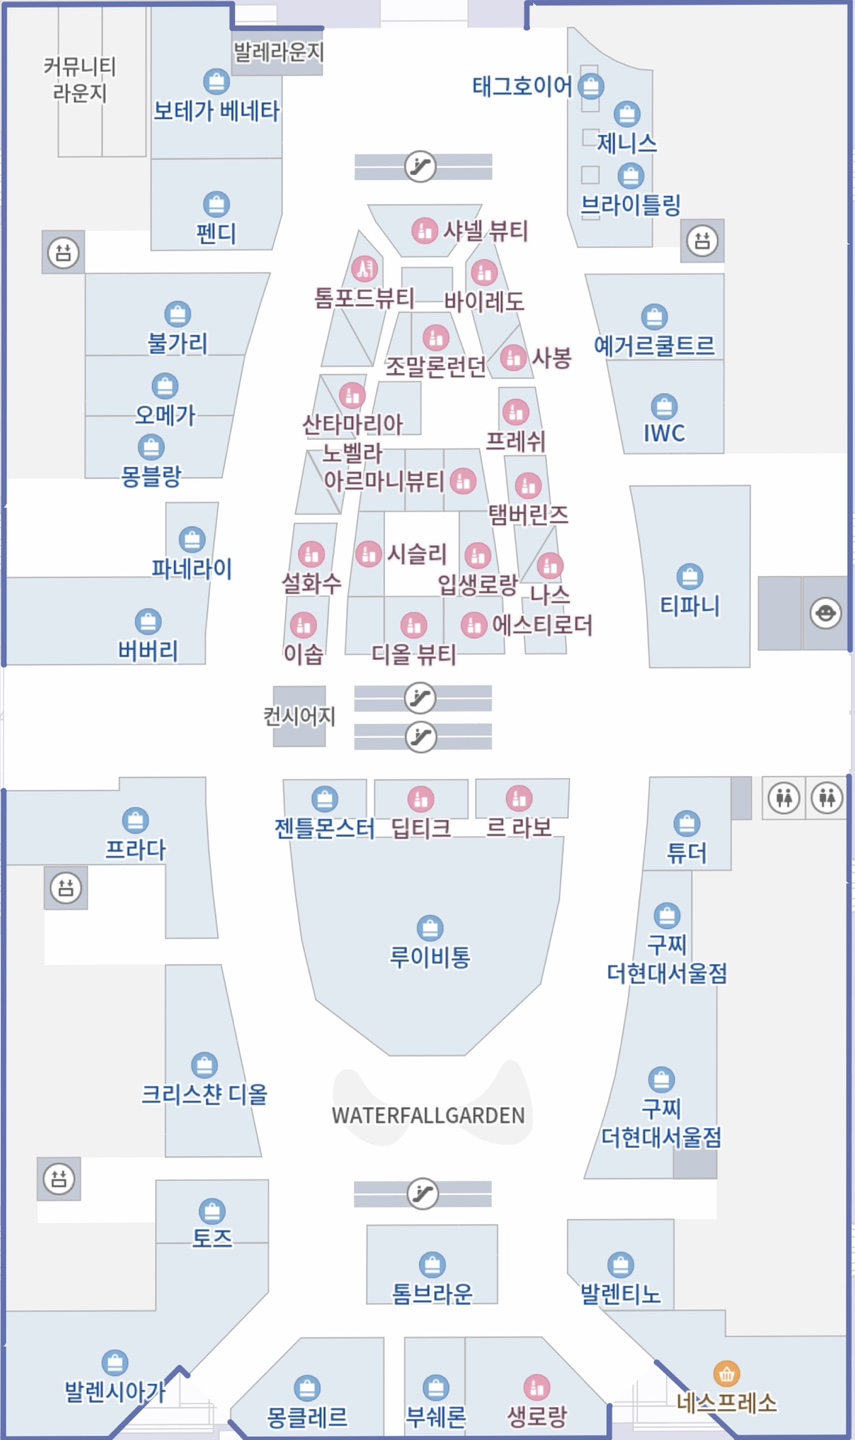 발레라운지
커뮤니티
라운지
보테가 베네타
태그호이어
제니스
브라이틀링
펜디
샤넬 뷰티
톰포드뷰티
바이레도
불가리
예거르쿨트르
조말론런던
사봉
오메가
산타마리아
노벨라
프레쉬
IWC
몽블랑
아르마니뷰티
탬버린즈
파네라이
설화수
시슬리
입생로랑
나스
티파니
버버리
이솝
디올 뷰티
에스티로더
컨시어지
젠틀몬스터
딥티크
르 라보
프라다
튜더
루이비통
구찌
더현대서울점
크리스챤 디올
WATERFALLGARDEN
구찌
더현대서울점
토즈
톰브라운
발렌티노
발렌시아가
몽클레르
부쉐론
생로랑
네스프레소